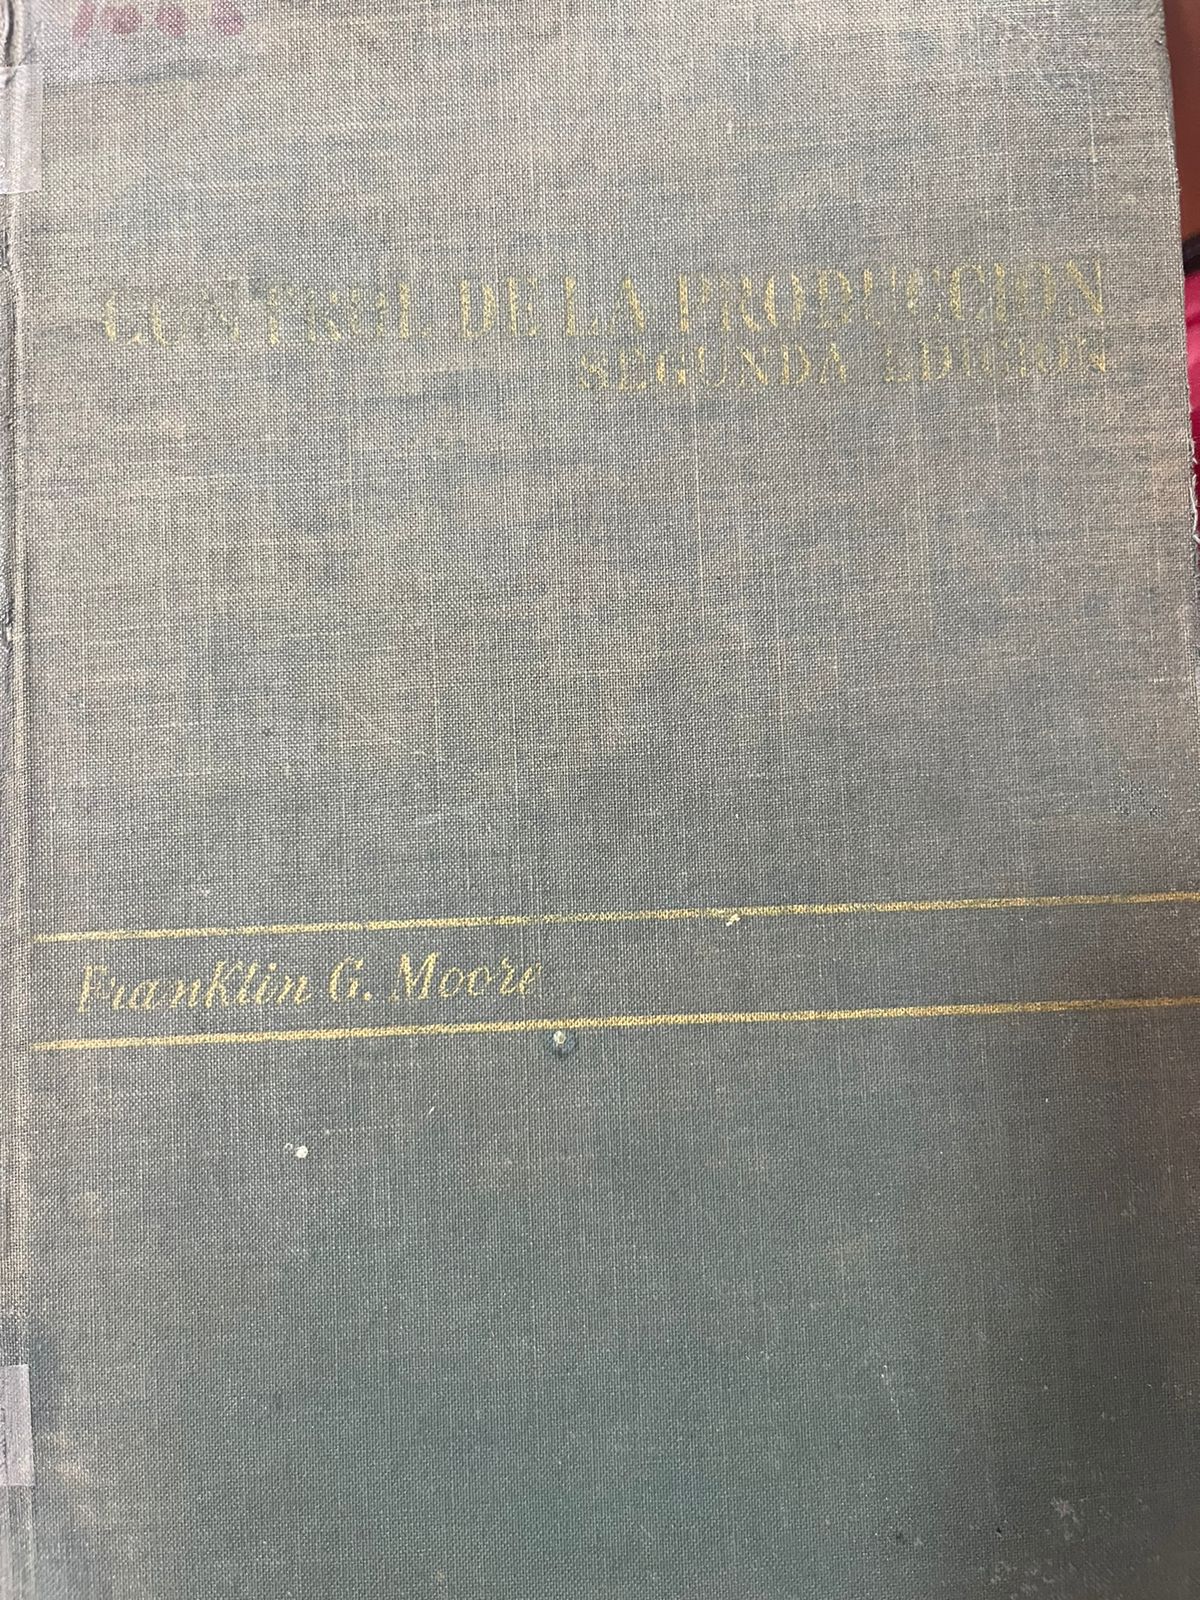 CONTROL DE LA PRODUCCION
SEGUNDA EDICION
Franklin G. Moore